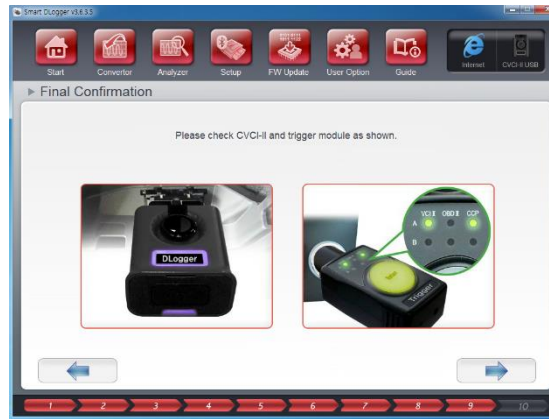 Smart DLogger v3.6.3.5
Start
Convertor
Analyzer
Setup
FW Update
User Option
Guide
Internet
CVCI-II USB
Final Confirmation
Please check CVCI-II and trigger module as shown.
DLogger
VCI II OBD II CCP
A
B
Trigger
1 2 3 4 5 6 7 8 9 10